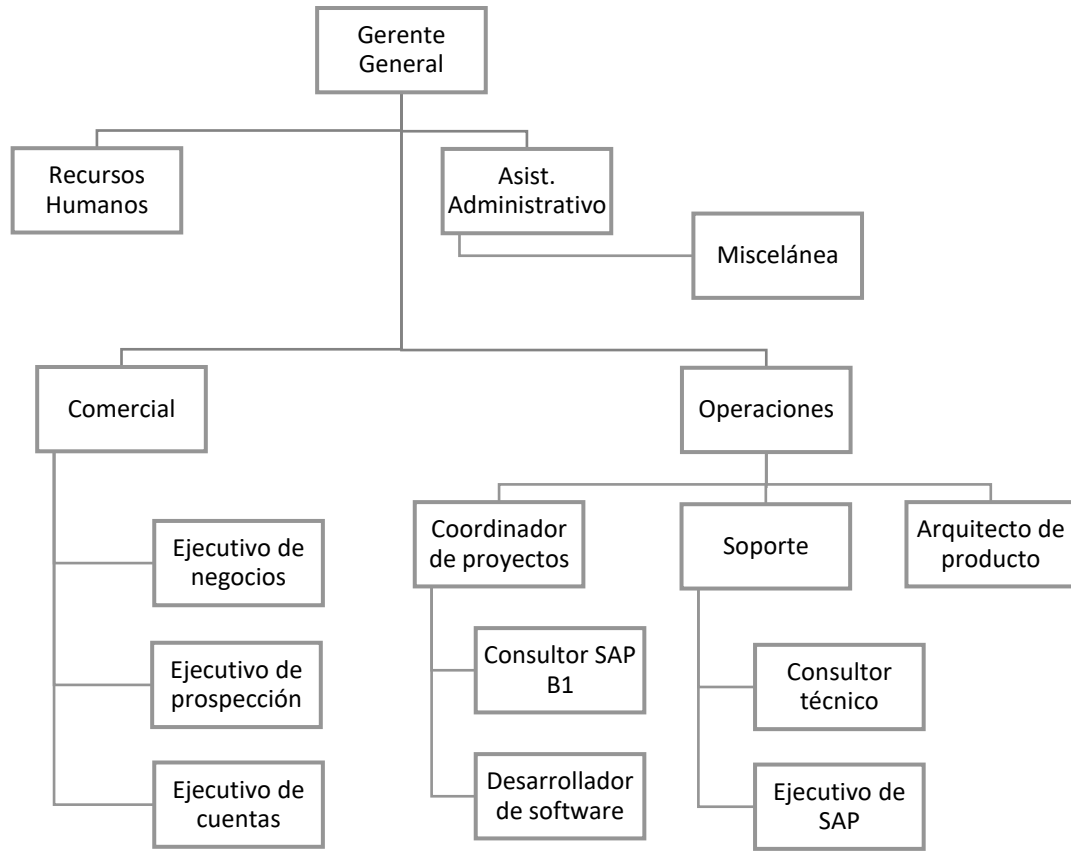 Gerente
General
Recursos
Humanos
Asist.
Administrativo
Miscelánea
Comercial
Operaciones
Ejecutivo de
negocios
Ejecutivo de
prospección
Ejecutivo de
cuentas
Coordinador
de proyectos
Soporte
Arquitecto de
producto
Consultor SAP
B1
Desarrollador
de software
Consultor
técnico
Ejecutivo de
SAP